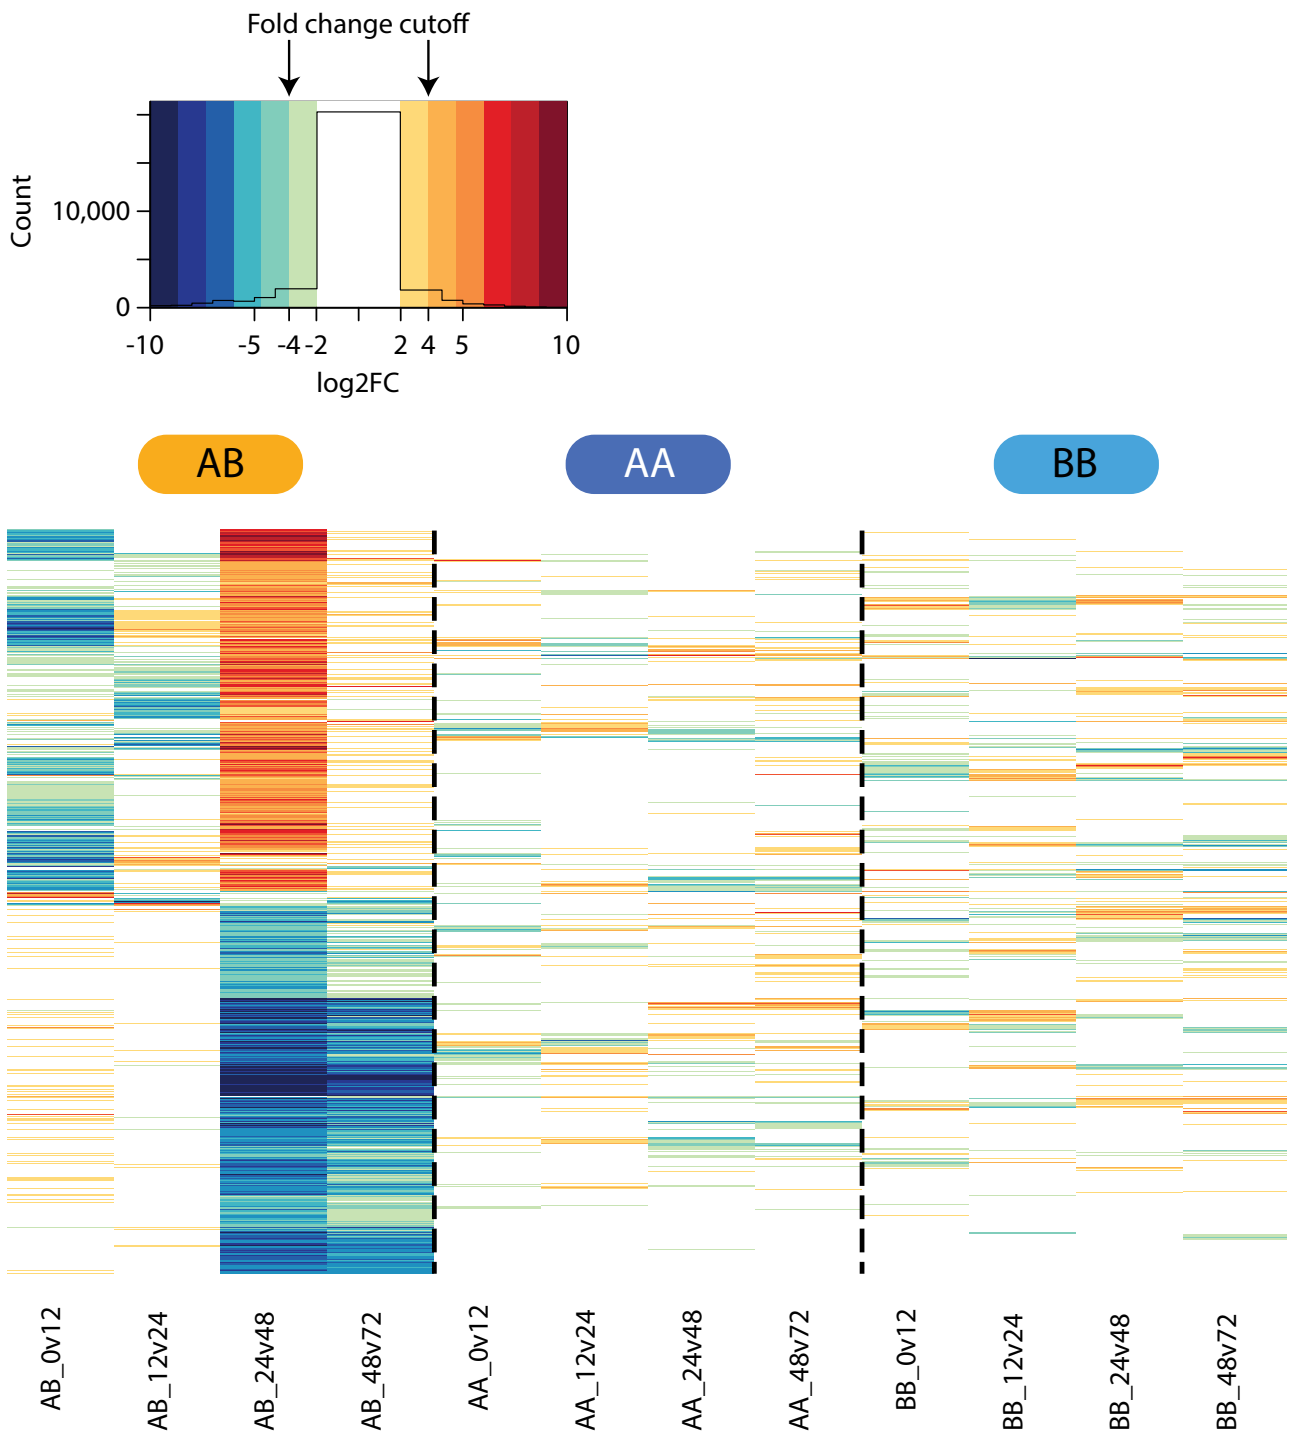 Fold change cutoff
Count
10,000
0
-10 -5 -4 -2 2 4 5 10
log2FC
AB AA BB
AB_0v12 AB_12v24 AB_24v48 AB_48v72 AA_0v12 AA_12v24 AA_24v48 AA_48v72 BB_0v12 BB_12v24 BB_24v48 BB_48v72